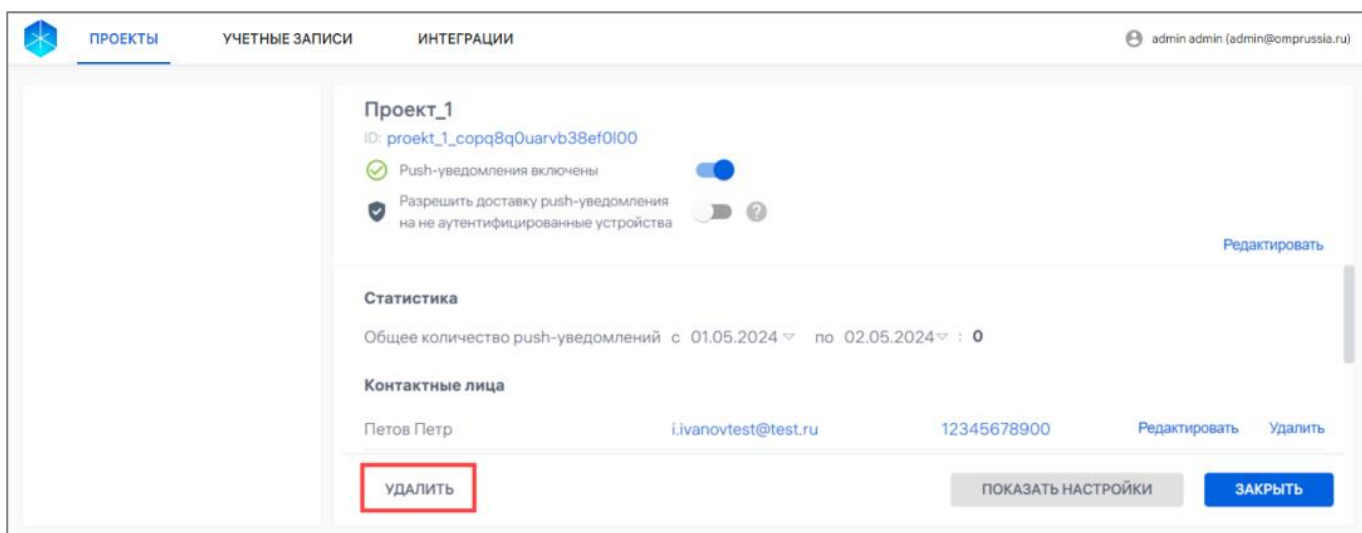 ПРОЕКТЫ УЧЕТНЫЕ ЗАПИСИ ИНТЕГРАЦИИ admin admin (admin@omprussia.ru)
Проект_1
ID: proekt_1_copq8q0uarvb38ef0l00
Push-уведомления включены
Разрешить доставку push-уведомления
на не аутентифицированные устройства ?
Редактировать
Статистика
Общее количество push-уведомлений с 01.05.2024 по 02.05.2024 : 0
Контактные лица
Петов Петр i.ivanovtest@test.ru 12345678900 Редактировать Удалить
УДАЛИТЬ ПОКАЗАТЬ НАСТРОЙКИ ЗАКРЫТЬ